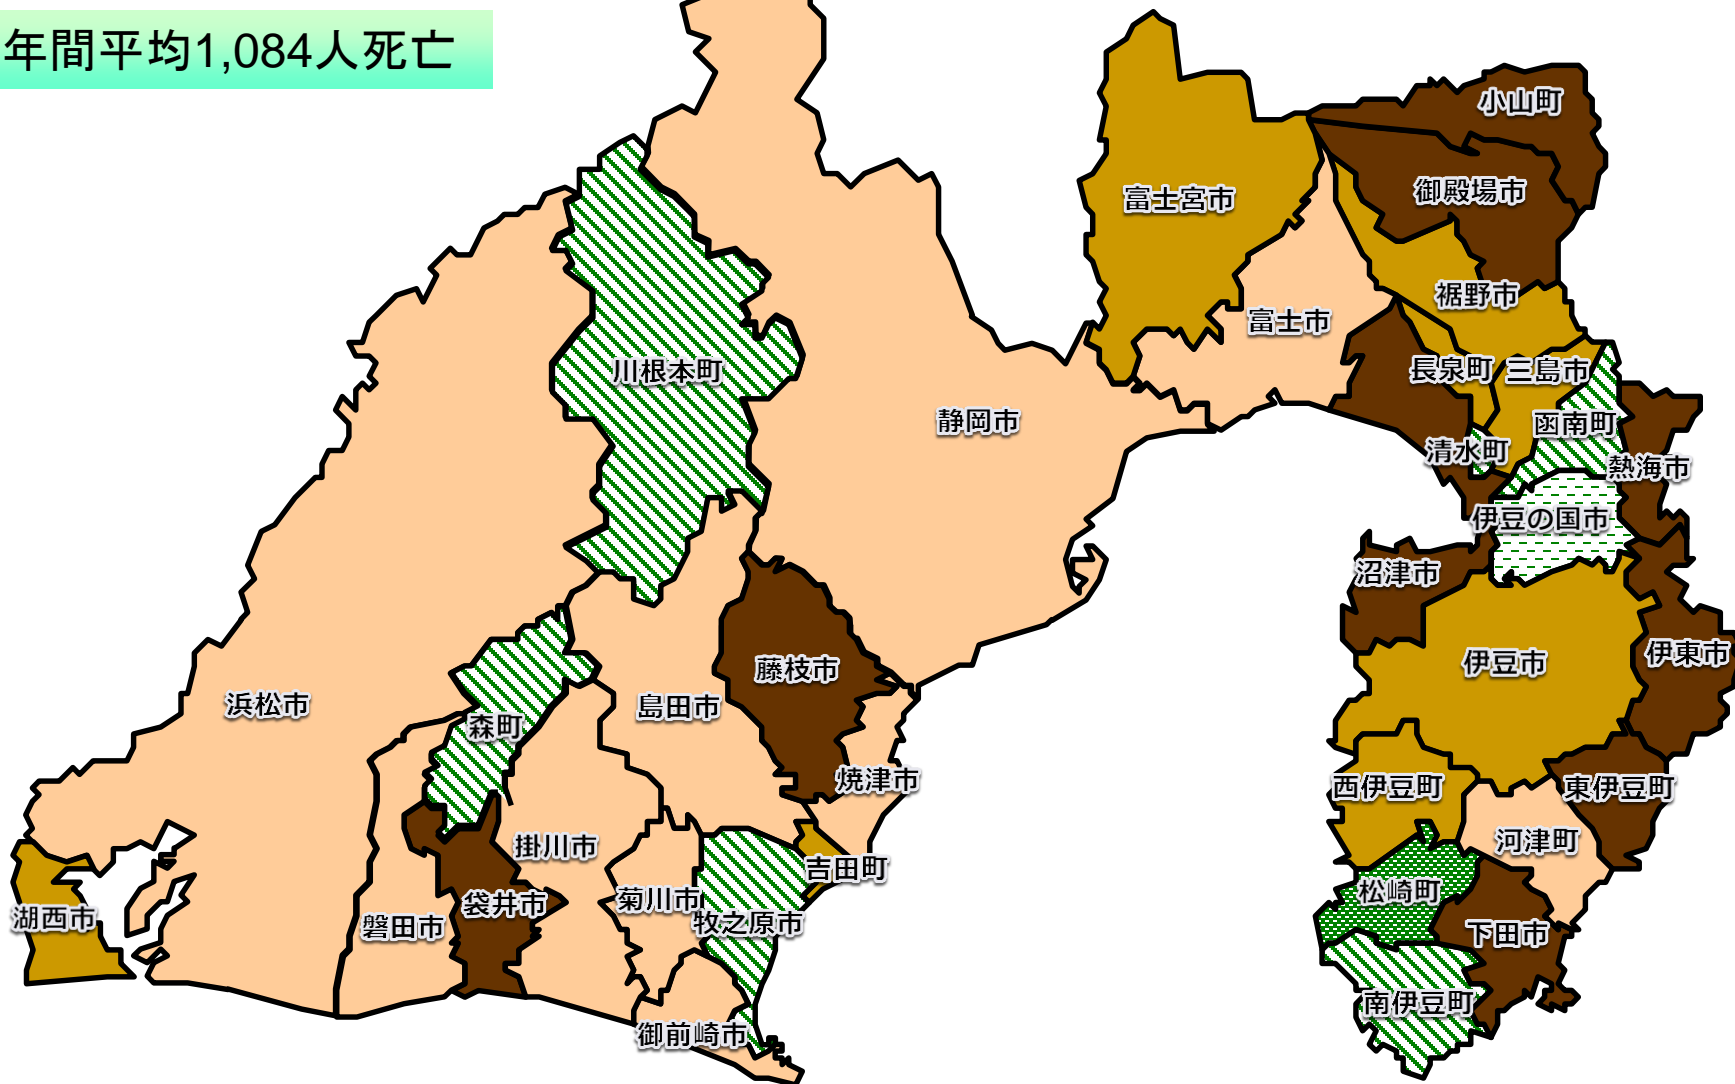 年間平均1,084人死亡
小山町
御殿場市
富士宮市
裾野市
富士市
長泉町
三島市
川根本町
静岡市
函南町
清水町
熱海市
伊豆の国市
沼津市
伊東市
伊豆市
藤枝市
島田市
浜松市
森町
焼津市
西伊豆町
東伊豆町
河津町
掛川市
吉田町
松崎町
菊川市
袋井市
湖西市
牧之原市
磐田市
下田市
南伊豆町
御前崎市